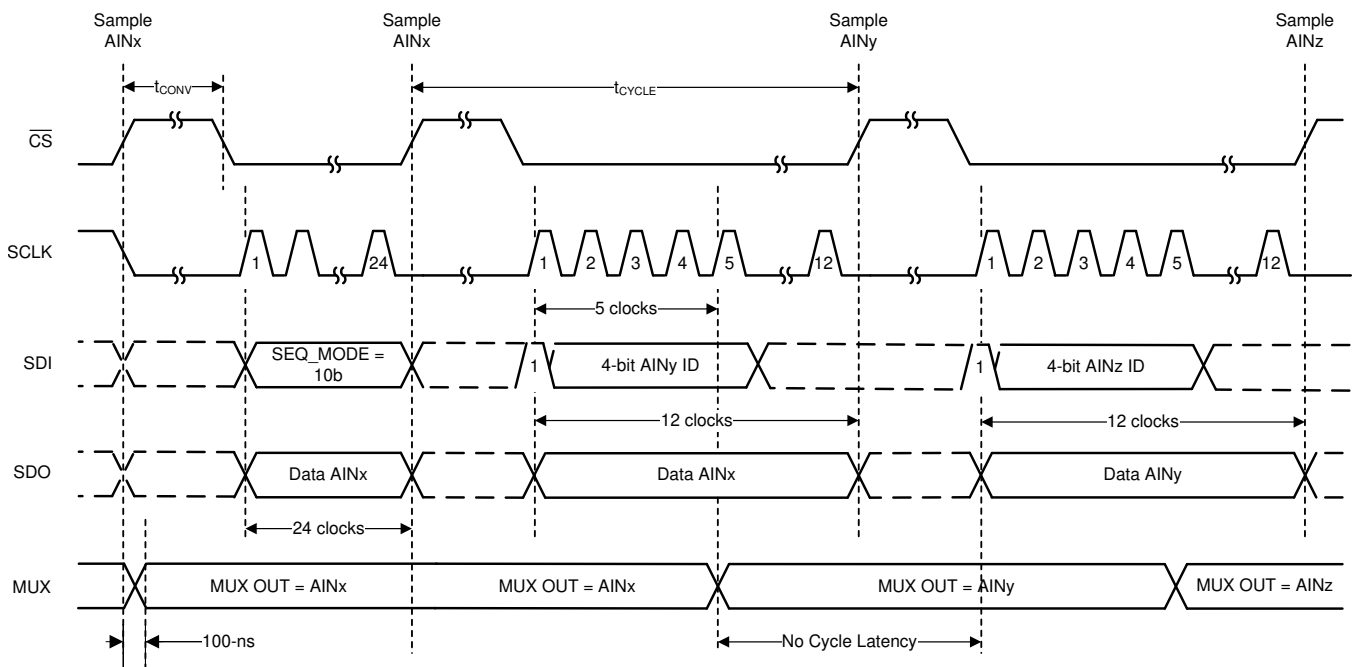 Sample
AINx
Sample
AINx
Sample
AINy
Sample
AINz
tCONV
tCYCLE
CS
SCLK
1
24
1
2
3
4
5
12
1
2
3
4
5
12
5 clocks
SDI
SEQ_MODE =
10b
1
4-bit AINy ID
1
4-bit AINz ID
12 clocks
12 clocks
SDO
Data AINx
Data AINx
Data AINy
24 clocks
MUX
MUX OUT = AINx
MUX OUT = AINx
MUX OUT = AINy
MUX OUT = AINz
100-ns
No Cycle Latency